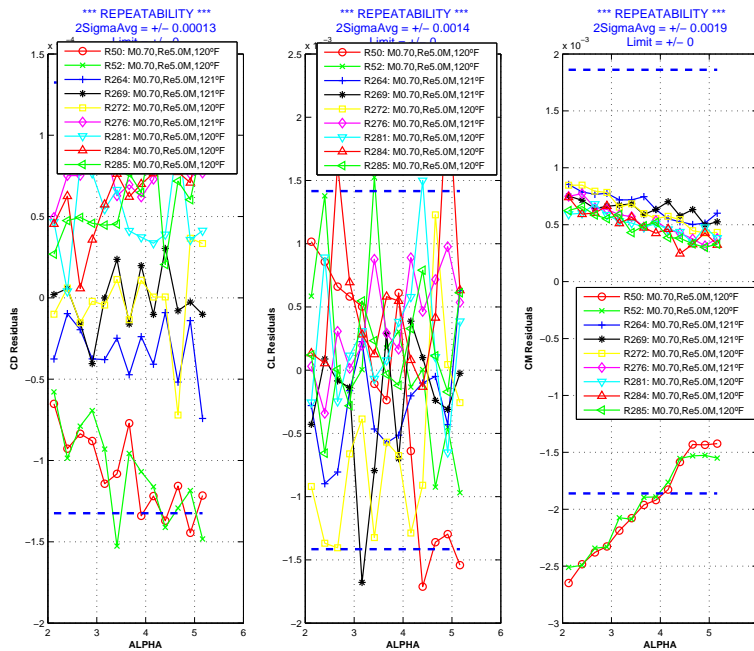 *** REPEATABILITY ***
2SigmaAvg = +/− 0.00013
Limit = +/− 0
1.5
1
0.5
0
−0.5
−1
−1.5
−2
CD Residuals
R50: M0.70,Re5.0M,120ºF
R52: M0.70,Re5.0M,120ºF
R264: M0.70,Re5.0M,121ºF
R269: M0.70,Re5.0M,121ºF
R272: M0.70,Re5.0M,120ºF
R276: M0.70,Re5.0M,121ºF
R281: M0.70,Re5.0M,120ºF
R284: M0.70,Re5.0M,120ºF
R285: M0.70,Re5.0M,120ºF
2 3 4 5 6
ALPHA
*** REPEATABILITY ***
2SigmaAvg = +/− 0.0014
Limit = +/− 0
1.5
1
0.5
0
−0.5
−1
−1.5
−2
CL Residuals
R50: M0.70,Re5.0M,120ºF
R52: M0.70,Re5.0M,120ºF
R264: M0.70,Re5.0M,121ºF
R269: M0.70,Re5.0M,121ºF
R272: M0.70,Re5.0M,120ºF
R276: M0.70,Re5.0M,121ºF
R281: M0.70,Re5.0M,120ºF
R284: M0.70,Re5.0M,120ºF
R285: M0.70,Re5.0M,120ºF
2 3 4 5 6
ALPHA
*** REPEATABILITY ***
2SigmaAvg = +/− 0.0019
Limit = +/− 0
x 10−3
2
1.5
1
0.5
0
−0.5
−1
−1.5
−2
−2.5
−3
CM Residuals
R50: M0.70,Re5.0M,120ºF
R52: M0.70,Re5.0M,120ºF
R264: M0.70,Re5.0M,121ºF
R269: M0.70,Re5.0M,121ºF
R272: M0.70,Re5.0M,120ºF
R276: M0.70,Re5.0M,121ºF
R281: M0.70,Re5.0M,120ºF
R284: M0.70,Re5.0M,120ºF
R285: M0.70,Re5.0M,120ºF
2 3 4 5 6
ALPHA